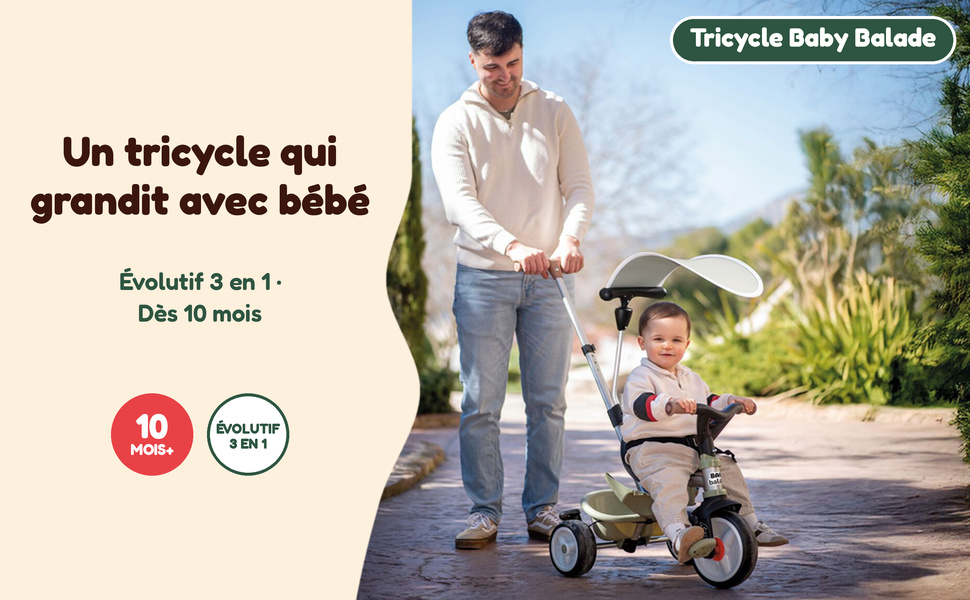 Tricycle Baby Balade
Un tricycle qui
grandit avec bébé
Évolutif 3 en 1 ·
Dès 10 mois
10
MOIS+
ÉVOLUTIF
3 EN 1